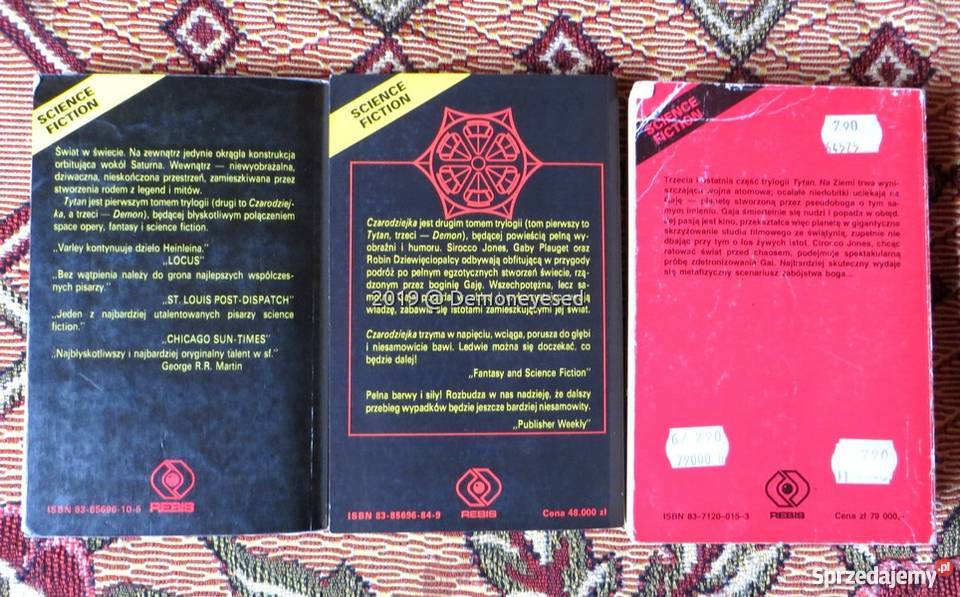 SCIENCE
FICTION
Świat w świecie. Na zewnątrz jedynie okrągła konstrukcja
orbitująca wokół Saturna. Wewnątrz — niewyobrażalna,
dziwaczna, nieskończona przestrzeń, zamieszkiwana przez
stworzenia rodem z legend i mitów.
Tytan jest pierwszym tomem trylogii (drugi to Czarodziej-
ka, a trzeci — Demon), będącej błyskotliwym połączeniem
space opery, fantasy i science fiction.
„Varley kontynuuje dzieło Heinleina."
„LOCUS"
„Bez wątpienia należy do grona najlepszych współczes-
nych pisarzy."
„ST. LOUIS POST-DISPATCH"
„Jeden z najbardziej utalentowanych pisarzy science
fiction."
„CHICAGO SUN-TIMES"
„Najbłyskotliwszy i najbardziej oryginalny talent w sf."
George R.R. Martin
ISBN 83-85696-10-5
REBIS
SCIENCE
FICTION
Czarodziejka jest drugim tomem trylogii (tom pierwszy to
Tytan, trzeci — Demon), będącej powieścią pełną wy-
obraźni i humoru. Sirocco Jones, Gaby Plauget oraz
Robin Dziewięciopalcy odbywają obfitującą w przygody
podróż po pełnym egzotycznych stworzeń świecie, rzą-
dzonym przez boginię Gaję. Wszechpotężna, lecz sa-
władzę, zabawia się istotami zamieszkującymi jej świat.
Czarodziejka trzyma w napięciu, wciąga, porusza do głębi
i niesamowicie bawi. Ledwie można się doczekać, co
będzie dalej!
„Fantasy and Science Fiction"
Pełna barwy i siły! Rozbudza w nas nadzieję, że dalszy
przebieg wypadków będzie jeszcze bardziej niesamowity.
„Publisher Weekly"
ISBN 83-85696-84-9
REBIS
Cena 48.000 zł
SCIENCE
FICTION
790
64525
Trzecia i ostatnia część trylogii Tytan. Na Ziemi trwa wyni-
szczająca wojna atomowa; ocalałe niedobitki uciekają na
Gaję — planetę stworzoną przez pseudoboga o tym sa-
mym imieniu. Gaja śmiertelnie się nudzi i popada w obłęd.
Jej pasją jest kino, przekształca więc planetę w gigantyczne
skrzyżowanie studia filmowego ze świątynią, zupełnie nie
dbając przy tym o los żywych istot. Cirocco Jones, chcąc
ratować świat przed chaosem, podejmuje spektakularną
próbę zdetronizowania Gai. Najbardziej skuteczny wydaje
się metafizyczny scenariusz zabójstwa boga...
790
79000
790
ISBN 83-7120-015-3
REBIS
Cena zł 79 000,-
2019 @ Demoneyesed
Sprzedajemy.pl